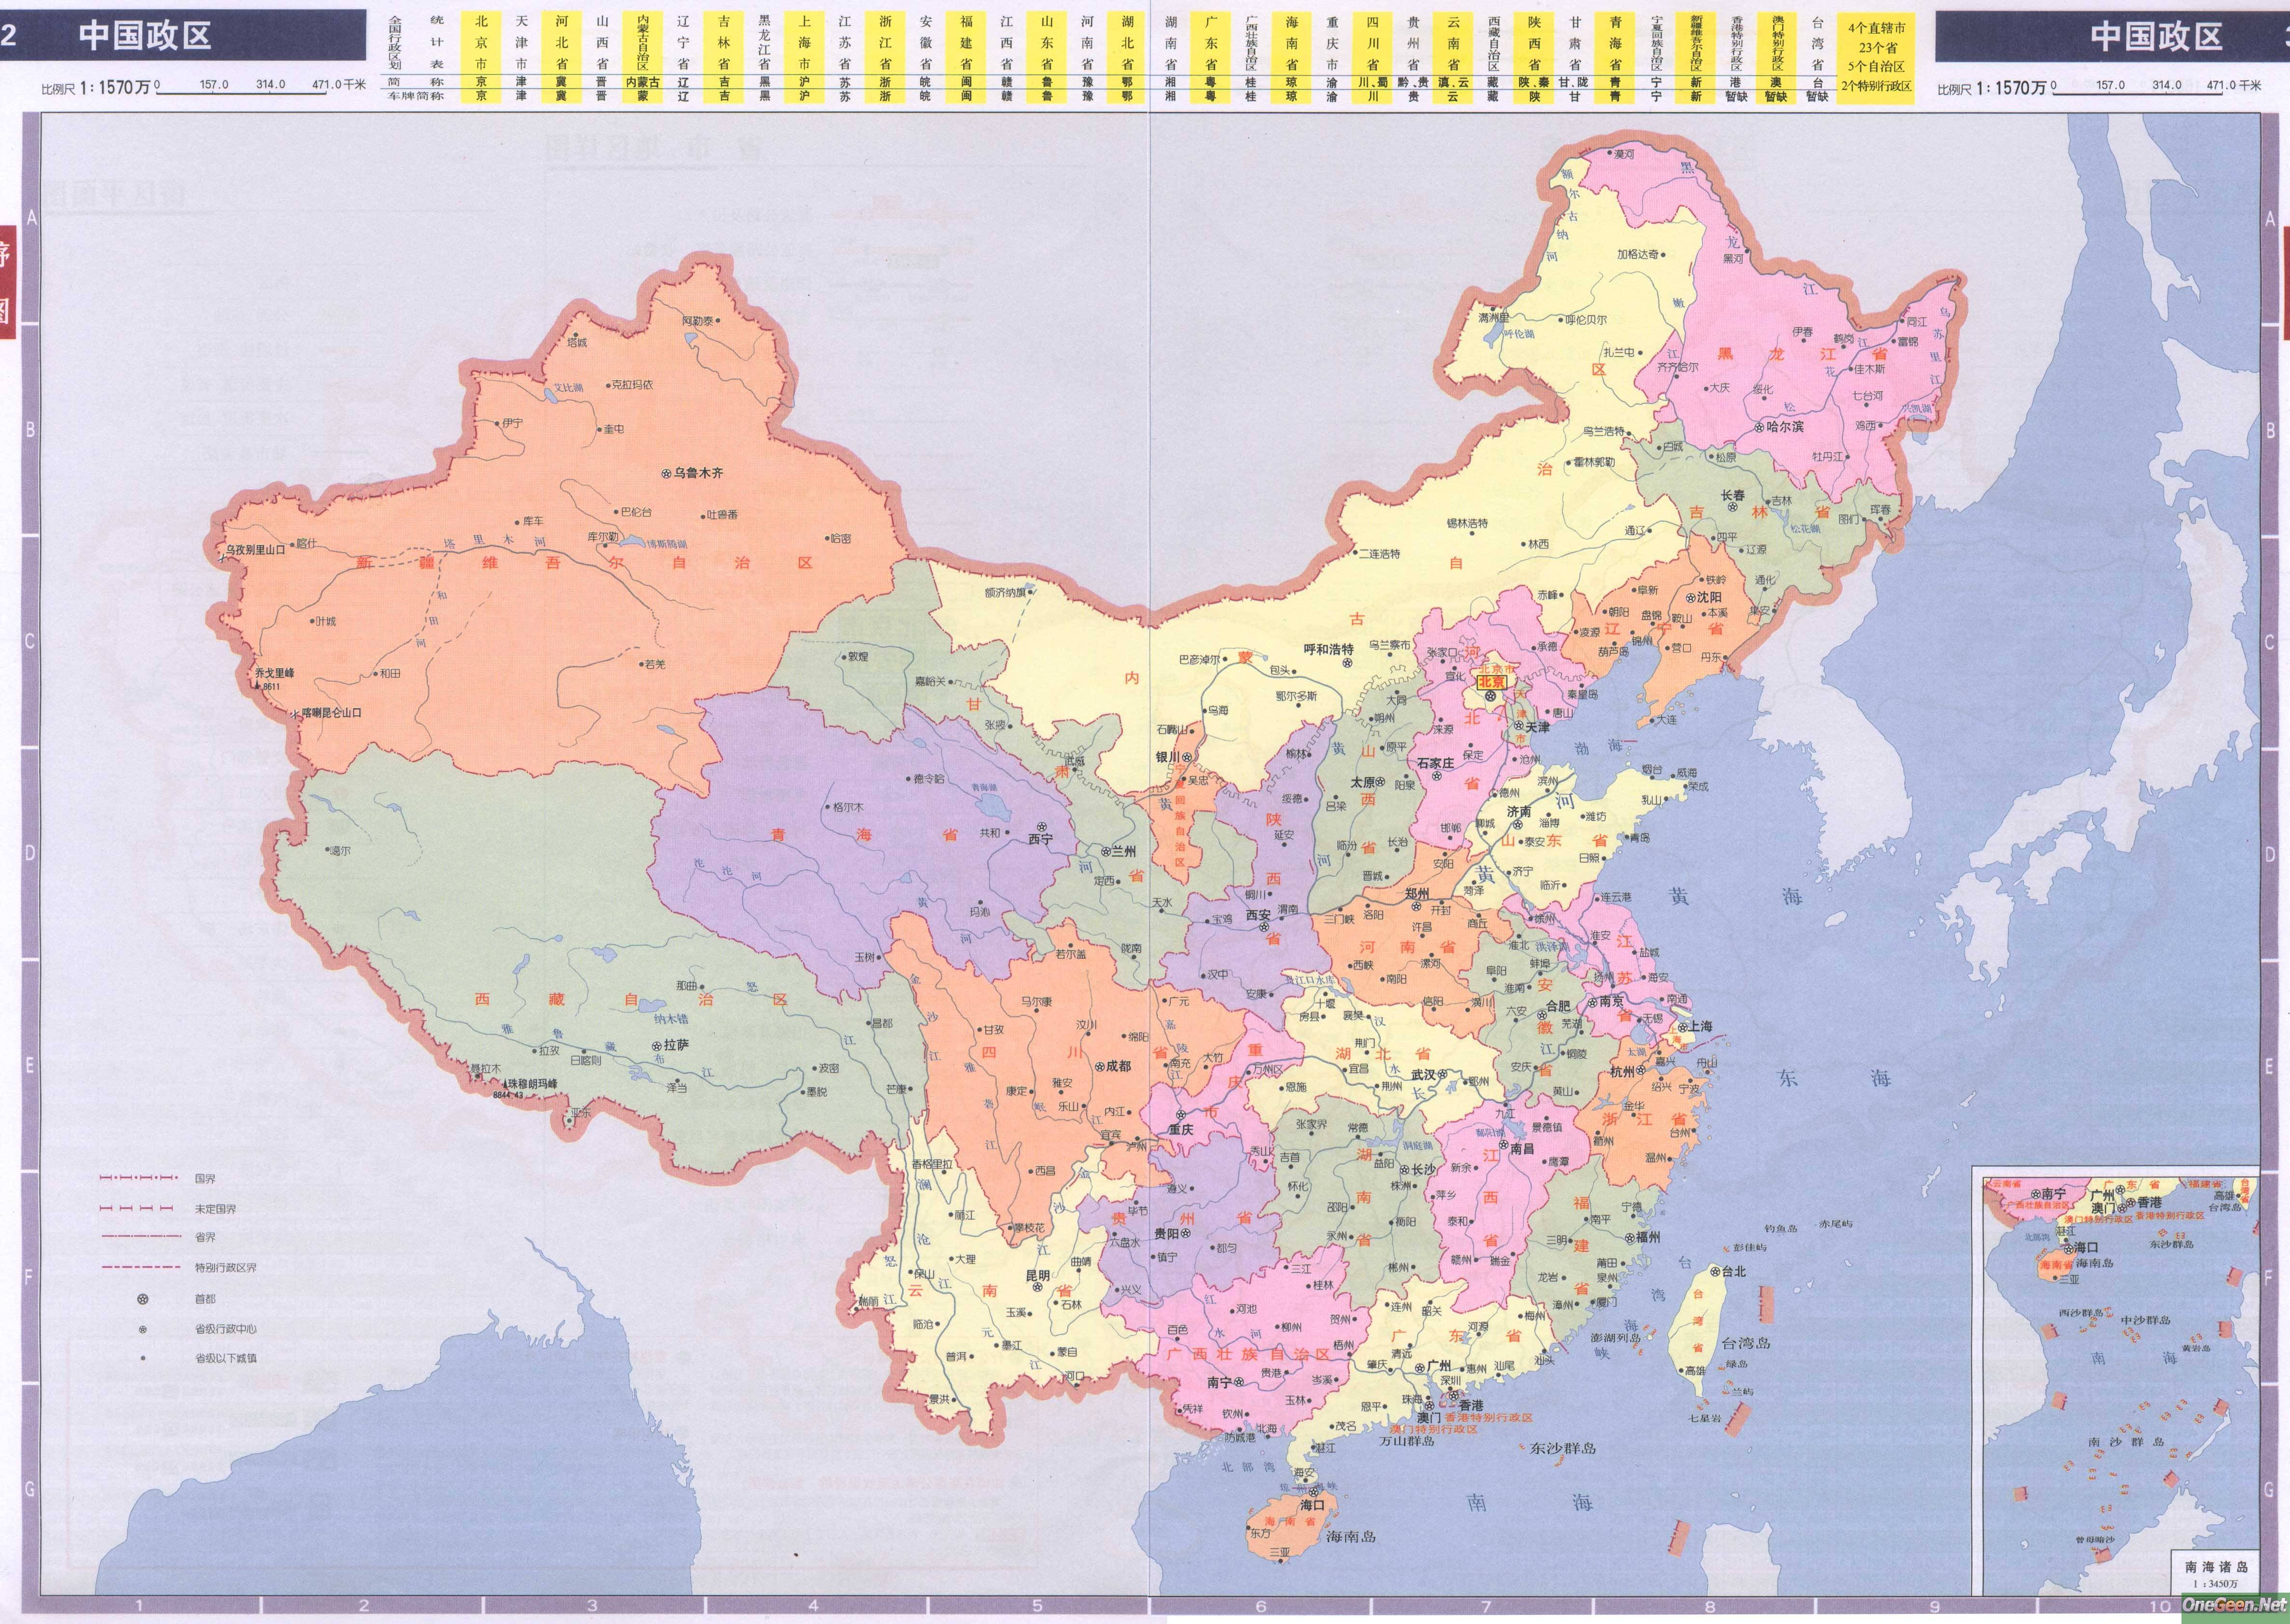 2
中国政区
比例尺 1:1570万 0 157.0 314.0 471.0千米
全国行政区划统计表
北京市 天津市 河北省 山西省 内蒙古自治区 辽宁省 吉林省 黑龙江省 上海市 江苏省 浙江省 安徽省 福建省 江西省 山东省 河南省 湖北省 湖南省 广东省 广西壮族自治区 海南省 重庆市 四川省 贵州省 云南省 西藏自治区 陕西省 甘肃省 青海省 宁夏回族自治区 新疆维吾尔自治区 香港特别行政区 澳门特别行政区 台湾省
简称 京 津 冀 晋 内蒙古 辽 吉 黑 沪 苏 浙 皖 闽 赣 鲁 豫 鄂 湘 粤 桂 琼 渝 川、蜀 黔、贵 滇、云 藏 陕、秦 甘、陇 青 宁 新 港 澳 台
车牌简称 京 津 冀 晋 蒙 辽 吉 黑 沪 苏 浙 皖 闽 赣 鲁 豫 鄂 湘 粤 桂 琼 渝 川 贵 云 藏 陕 甘 青 宁 新 暂缺 暂缺 暂缺
4个直辖市
23个省
5个自治区
2个特别行政区
中国政区
比例尺 1:1570万 0 157.0 314.0 471.0千米
A
B
C
D
E
F
G
序
图
漠河
黑龙江
额尔古纳河
加格达奇
黑河
嫩江
满洲里
呼伦湖
呼伦贝尔
扎兰屯
齐齐哈尔
大庆
绥化
伊春
鹤岗
同江
富锦
佳木斯
七台河
鸡西
兴凯湖
乌苏里江
松花江
哈尔滨
牡丹江
黑龙江省
乌兰浩特
霍林郭勒
白城
松原
长春
吉林
吉林省
松花湖
图们
珲春
四平
辽源
通化
集安
锡林浩特
通辽
林西
二连浩特
赤峰
内蒙古自治区
额济纳旗
巴彦淖尔
包头
呼和浩特
乌兰察布
鄂尔多斯
乌海
铁岭
阜新
沈阳
本溪
朝阳
盘锦
鞍山
凌源
锦州
葫芦岛
营口
丹东
大连
辽宁省
阿勒泰
塔城
艾比湖
克拉玛依
伊宁
奎屯
乌鲁木齐
巴伦台
吐鲁番
库车
库尔勒
博斯腾湖
哈密
乌孜别里山口
喀什
塔里木河
新疆维吾尔自治区
和田河
叶城
和田
若羌
乔戈里峰
8611
喀喇昆仑山口
敦煌
嘉峪关
张掖
武威
甘肃省
兰州
定西
天水
陇南
石嘴山
银川
吴忠
宁夏回族自治区
德令哈
青海湖
格尔木
共和
西宁
青海省
沱沱河
黄河
玛沁
玉树
噶尔
西藏自治区
那曲
怒江
纳木错
昌都
雅鲁藏布江
拉孜
日喀则
拉萨
聂拉木
珠穆朗玛峰
8844.43
亚东
泽当
波密
墨脱
芒康
张家口
承德
宣化
北京市
北京
秦皇岛
唐山
天津
天津市
涞源
保定
沧州
石家庄
邯郸
河北省
大同
朔州
原平
太原
阳泉
吕梁
临汾
长治
晋城
山西省
榆林
绥德
延安
铜川
宝鸡
西安
渭南
汉中
安康
陕西省
渤海
烟台
威海
荣成
乳山
滨州
德州
济南
淄博
潍坊
聊城
泰安
青岛
日照
济宁
临沂
菏泽
山东省
黄海
安阳
郑州
开封
三门峡
洛阳
商丘
许昌
西峡
漯河
南阳
信阳
潢川
河南省
连云港
徐州
淮安
盐城
洪泽湖
扬州
海安
南京
南通
无锡
太湖
江苏省
上海
上海市
淮北
蚌埠
阜阳
淮南
合肥
六安
芜湖
铜陵
安庆
黄山
安徽省
嘉兴
杭州
绍兴
宁波
舟山
金华
衢州
台州
温州
浙江省
东海
丹江口水库
十堰
房县
襄樊
汉水
荆门
宜昌
荆州
武汉
鄂州
恩施
长江
湖北省
若尔盖
金沙江
马尔康
广元
甘孜
汶川
绵阳
嘉陵江
南充
大竹
成都
康定
雅安
乐山
内江
岷江
雅砻江
宜宾
泸州
西昌
攀枝花
四川省
万州区
重庆
秀山
重庆市
张家界
常德
洞庭湖
吉首
益阳
长沙
株洲
怀化
邵阳
衡阳
永州
郴州
湖南省
九江
景德镇
鄱阳湖
南昌
鹰潭
新余
萍乡
泰和
赣州
瑞金
江西省
宁德
南平
福州
三明
莆田
泉州
龙岩
厦门
漳州
福建省
钓鱼岛
赤尾屿
彭佳屿
台北
台湾省
台湾岛
台湾海峡
澎湖列岛
高雄
绿岛
兰屿
七星岩
遵义
毕节
贵阳
六盘水
镇宁
都匀
兴义
贵州省
香格里拉
澜沧江
丽江
怒江
大理
保山
昆明
曲靖
瑞丽
玉溪
石林
临沧
元江
墨江
蒙自
普洱
河口
景洪
云南省
三江
桂林
红水河
河池
百色
柳州
贺州
梧州
贵港
南宁
岑溪
玉林
凭祥
钦州
北海
防城港
广西壮族自治区
连州
韶关
梅州
河源
清远
肇庆
广州
惠州
汕尾
汕头
深圳
珠海
恩平
茂名
湛江
海安
广东省
香港
香港特别行政区
澳门
澳门特别行政区
万山群岛
东沙群岛
北部湾
琼州海峡
海口
海南省
东方
三亚
海南岛
南海
国界
未定国界
省界
特别行政区界
首都
省级行政中心
省级以下城镇
云南省
南宁
广西壮族自治区
广州
广东省
福建省
台湾省
高雄
台湾岛
香港
香港特别行政区
澳门
澳门特别行政区
湛江
北部湾
东沙群岛
海口
海南省
海南岛
三亚
西沙群岛
中沙群岛
黄岩岛
南海
南沙群岛
曾母暗沙
南海诸岛
1:3450万
1 2 3 4 5 6 7 8 9 10
OneGeen.Net